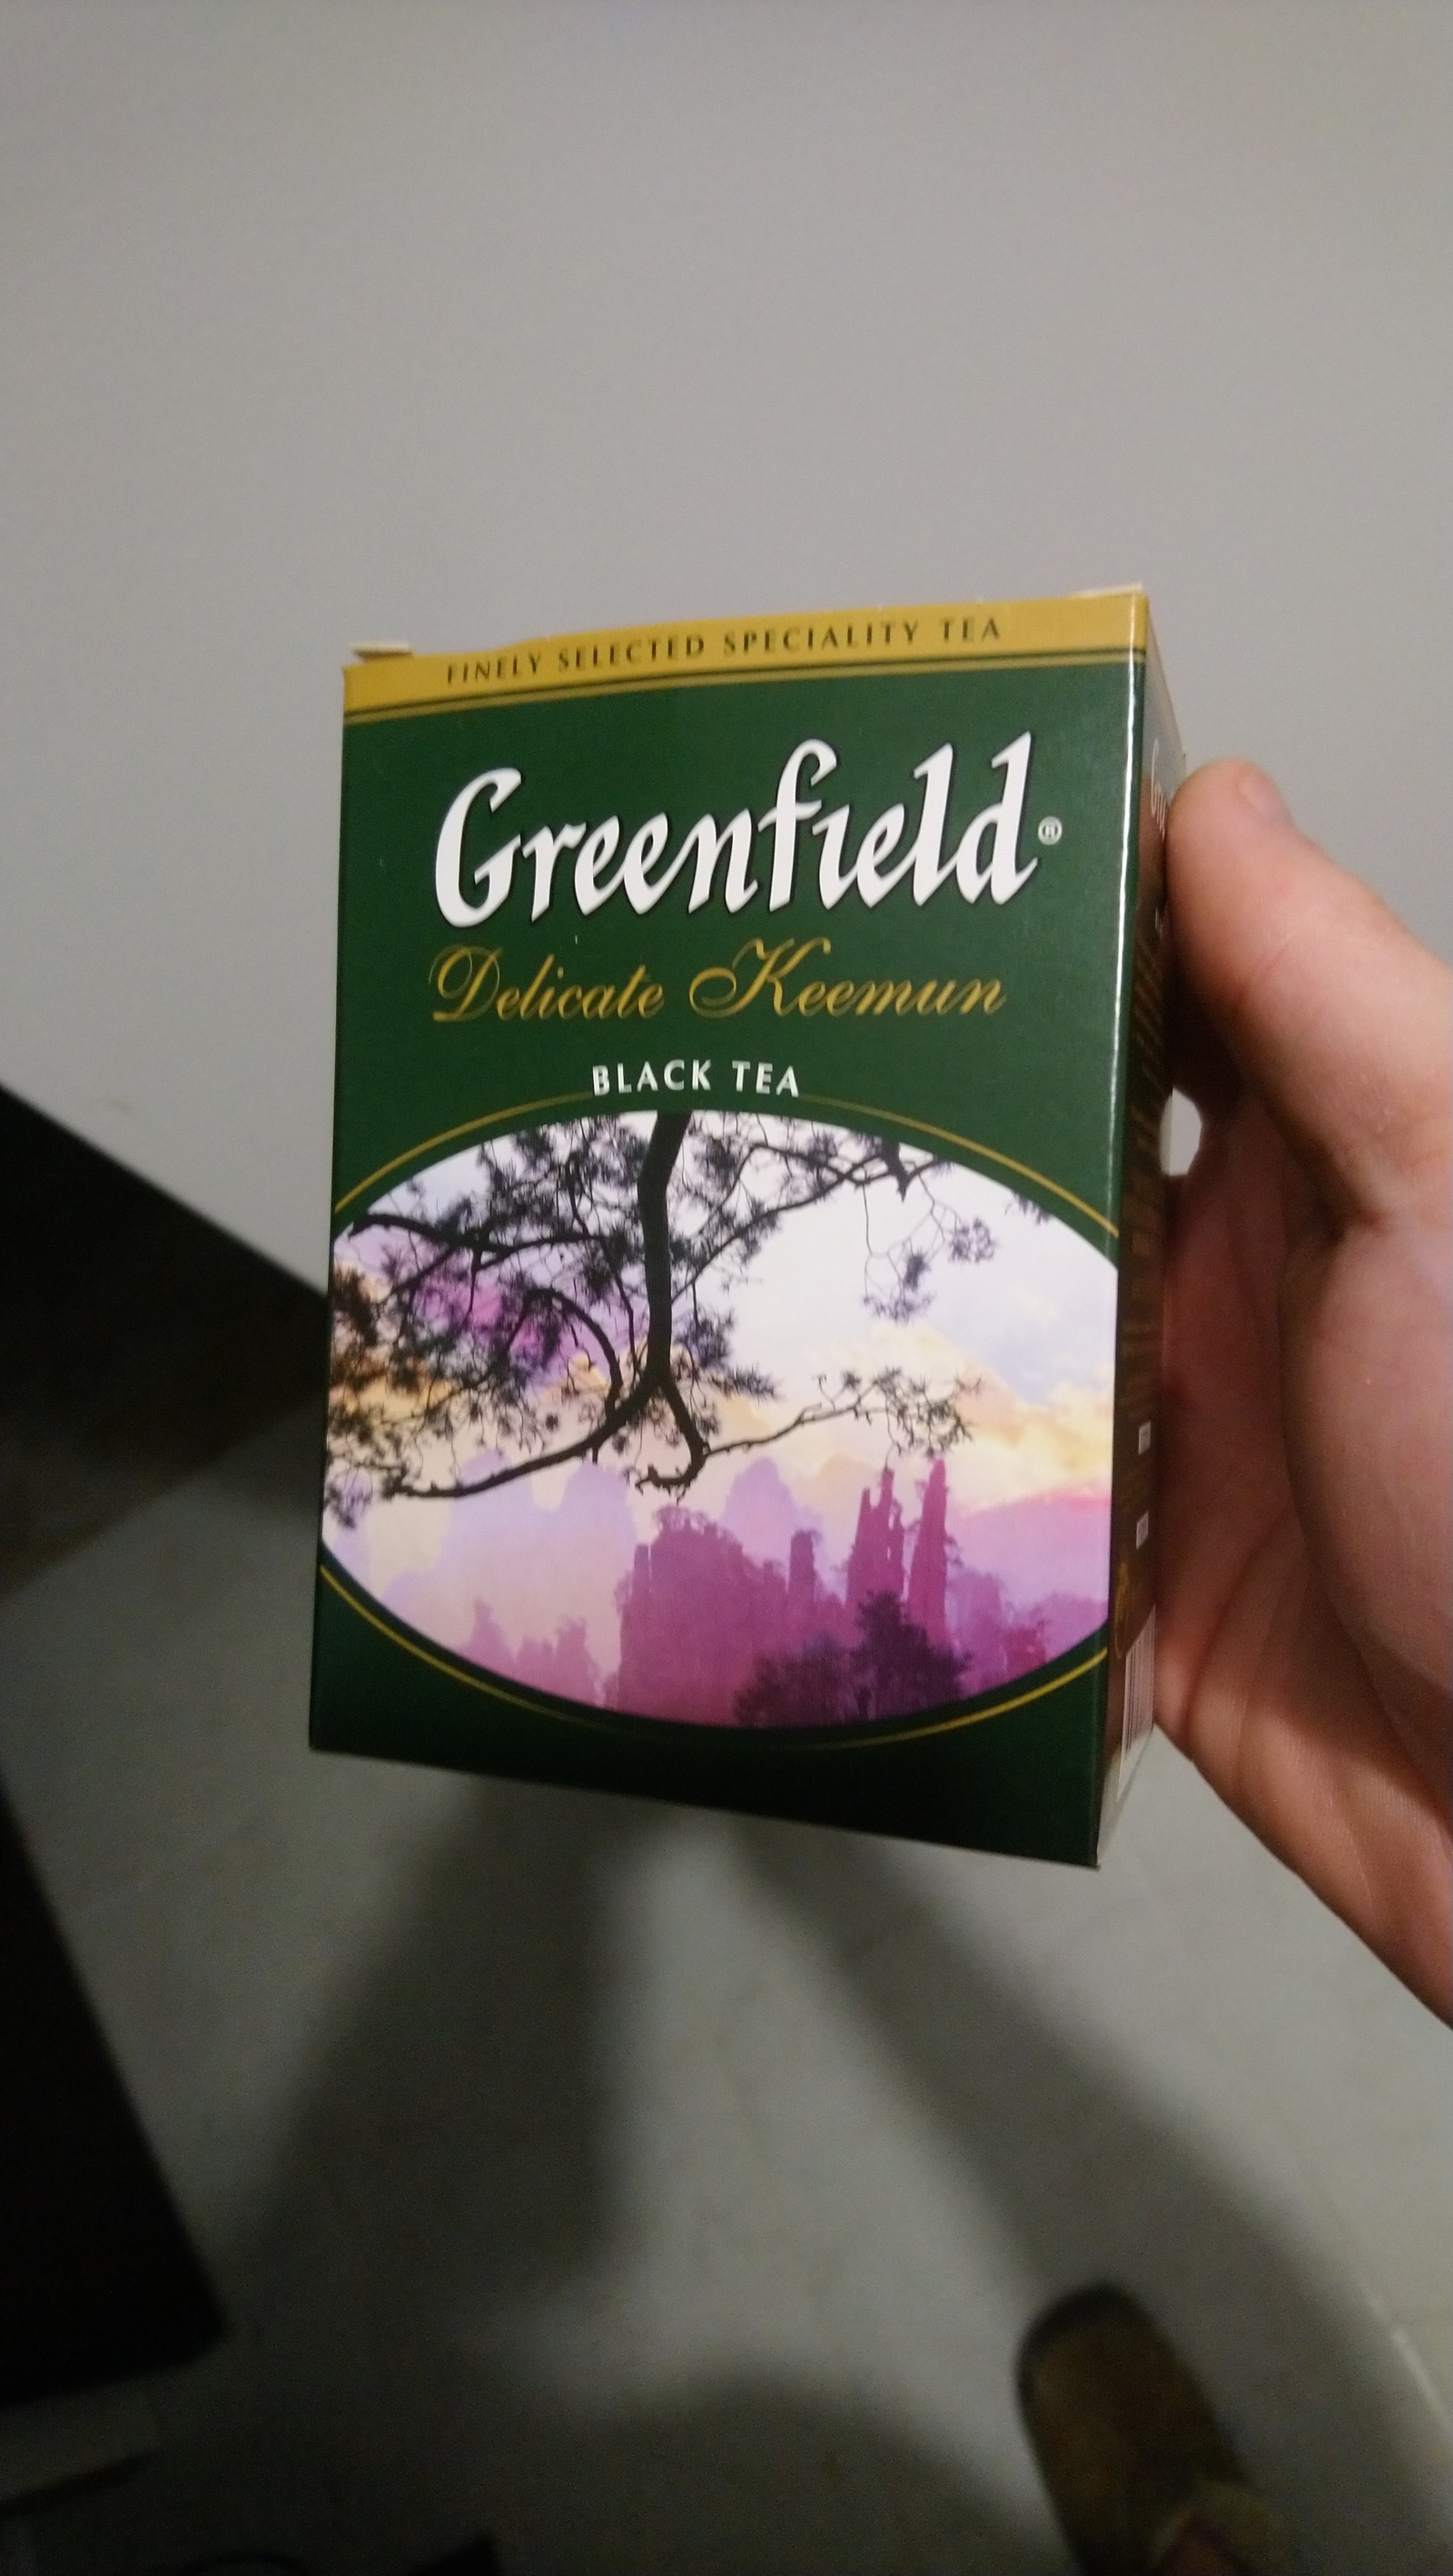 FINELY SELECTED SPECIALITY TEA
Greenfield®
Delicate Keemun
BLACK TEA